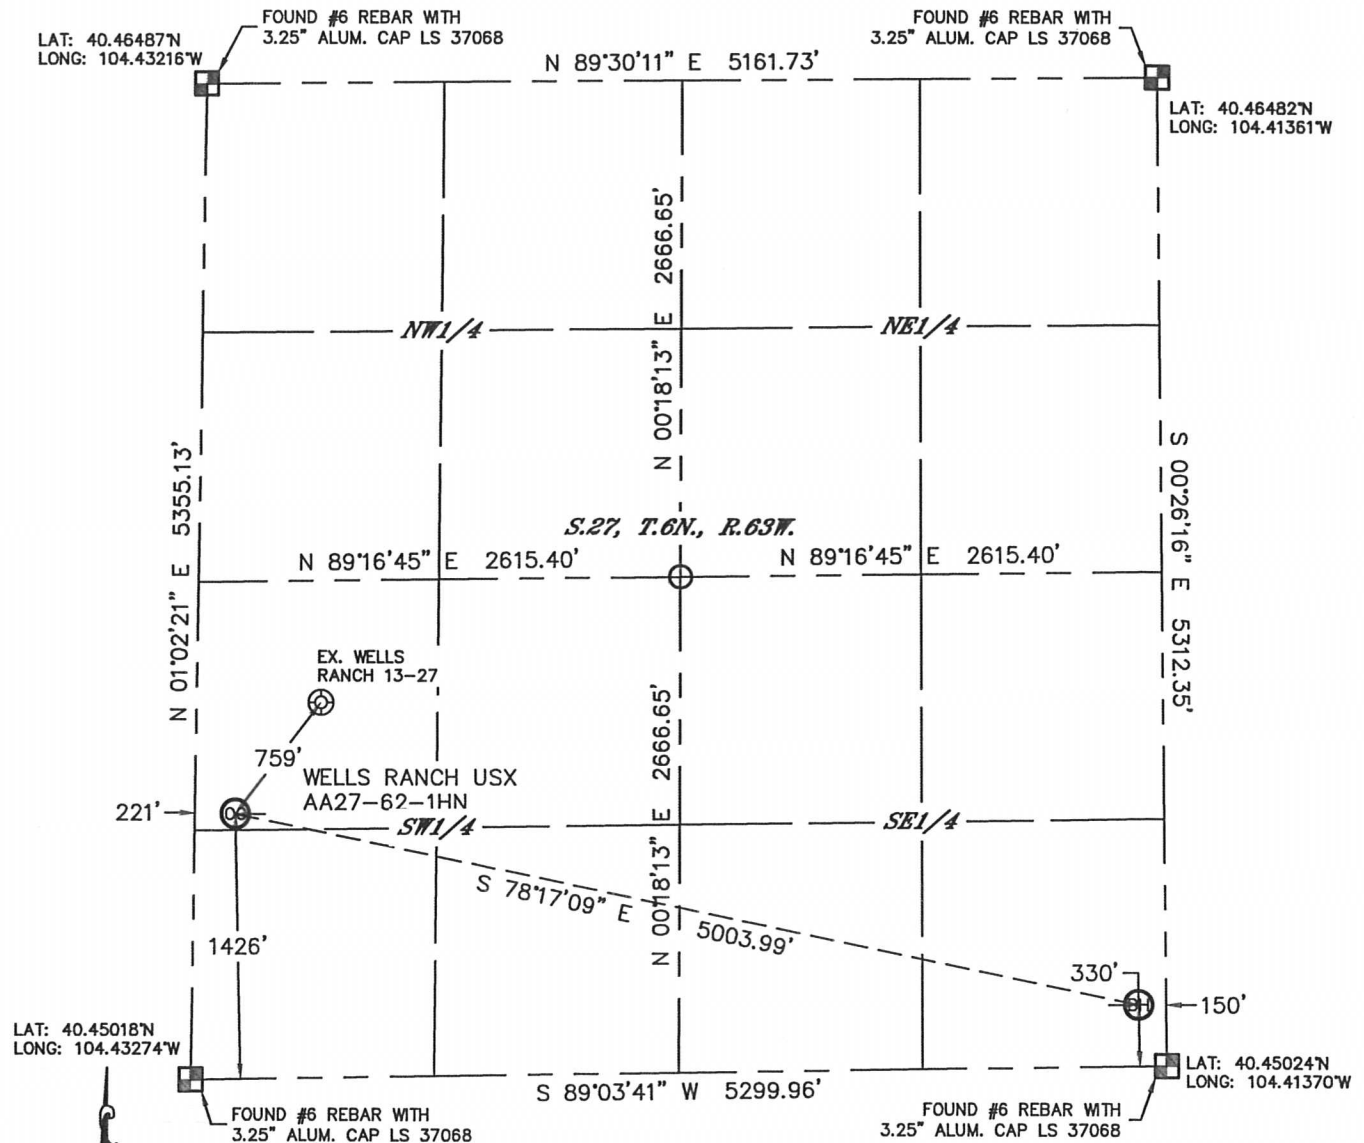 FOUND #6 REBAR WITH
3.25" ALUM. CAP LS 37068
LAT: 40.46487°N
LONG: 104.43216°W
N 89°30'11" E 5161.73'
FOUND #6 REBAR WITH
3.25" ALUM. CAP LS 37068
LAT: 40.46482°N
LONG: 104.41361°W
N 00°18'13" E 2666.65'
NW1/4
NE1/4
N 01°02'21" E 5355.13'
S 00°26'16" E 5312.35'
S.27, T.6N., R.63W.
N 89°16'45" E 2615.40'
N 89°16'45" E 2615.40'
EX. WELLS
RANCH 13-27
759'
WELLS RANCH USX
AA27-62-1HN
221'
SW1/4
SE1/4
N 00°18'13" E 2666.65'
S 78°17'09" E 5003.99'
1426'
330'
BH
150'
LAT: 40.45018°N
LONG: 104.43274°W
LAT: 40.45024°N
LONG: 104.41370°W
S 89°03'41" W 5299.96'
FOUND #6 REBAR WITH
3.25" ALUM. CAP LS 37068
FOUND #6 REBAR WITH
3.25" ALUM. CAP LS 37068